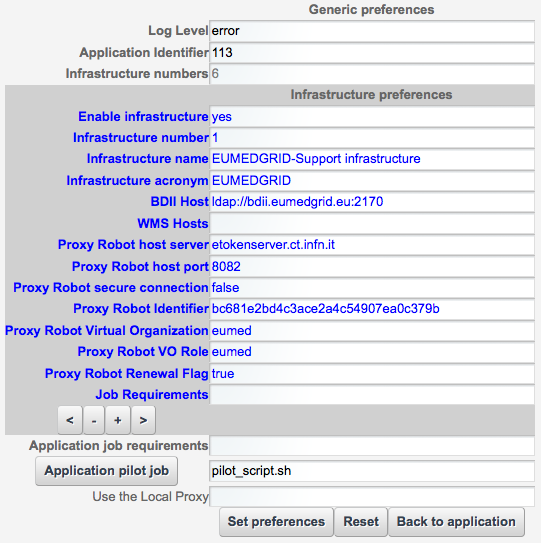 Generic preferences
Log Level error
Application Identifier 113
Infrastructure numbers 6
Infrastructure preferences
Enable infrastructure yes
Infrastructure number 1
Infrastructure name EUMEDGRID-Support infrastructure
Infrastructure acronym EUMEDGRID
BDII Host ldap://bdii.eumedgrid.eu:2170
WMS Hosts
Proxy Robot host server etokenserver.ct.infn.it
Proxy Robot host port 8082
Proxy Robot secure connection false
Proxy Robot Identifier bc681e2bd4c3ace2a4c54907ea0c379b
Proxy Robot Virtual Organization eumed
Proxy Robot VO Role eumed
Proxy Robot Renewal Flag true
Job Requirements
< - + >
Application job requirements
Application pilot job pilot_script.sh
Use the Local Proxy
Set preferences Reset Back to application